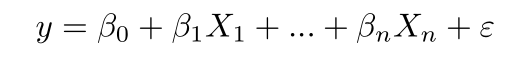 y = β₀ + β₁X₁ + ... + βₙXₙ + ε